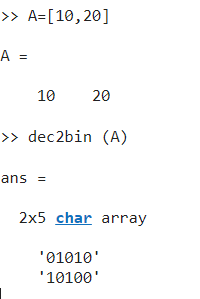 >> A=[10,20]
A =
10 20
>> dec2bin (A)
ans =
2x5 char array
'01010'
'10100'